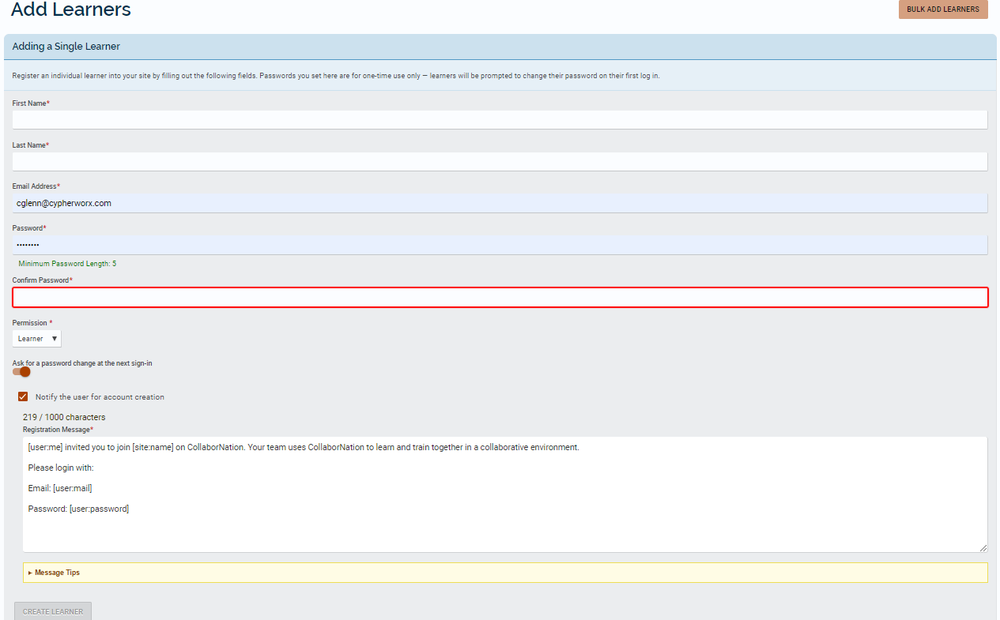 Add Learners
BULK ADD LEARNERS
Adding a Single Learner
Register an individual learner into your site by filling out the following fields. Passwords you set here are for one-time use only — learners will be prompted to change their password on their first log in.
First Name*
Last Name*
Email Address*
cglenn@cypherworx.com
Password*
••••••••
Minimum Password Length: 5
Confirm Password*
Permission *
Learner ▼
Ask for a password change at the next sign-in
Notify the user for account creation
219 / 1000 characters
Registration Message*
[user:me] invited you to join [site:name] on CollaborNation. Your team uses CollaborNation to learn and train together in a collaborative environment.
Please login with:
Email: [user:mail]
Password: [user:password]
▸ Message Tips
CREATE LEARNER